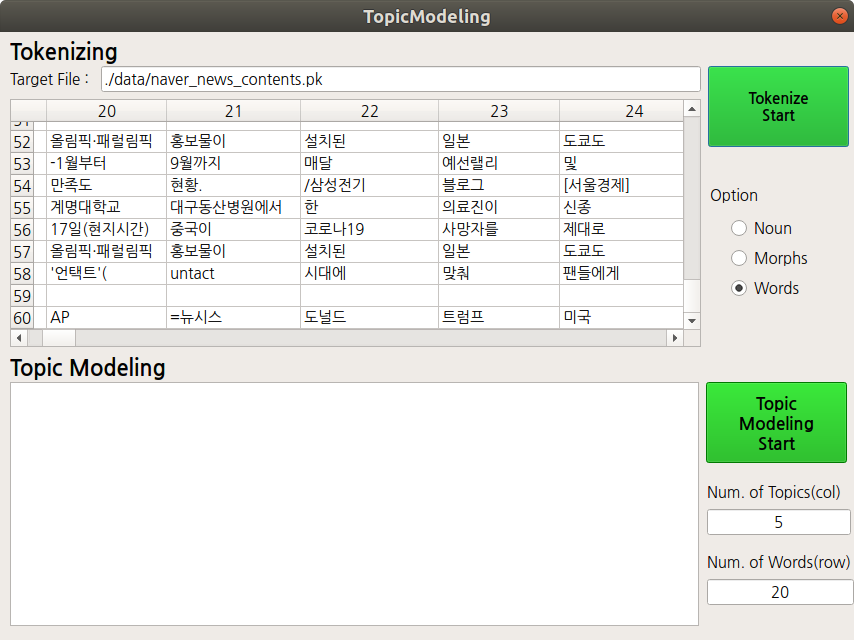 TopicModeling
Tokenizing
Target File : ./data/naver_news_contents.pk
Tokenize
Start
20 21 22 23 24
52 올림픽·패럴림픽 홍보물이 설치된 일본 도쿄도
53 -1월부터 9월까지 매달 예선랠리 및
54 만족도 현황. /삼성전기 블로그 [서울경제]
55 계명대학교 대구동산병원에서 한 의료진이 신종
56 17일(현지시간) 중국이 코로나19 사망자를 제대로
57 올림픽·패럴림픽 홍보물이 설치된 일본 도쿄도
58 '언택트'( untact 시대에 맞춰 팬들에게
59
60 AP =뉴시스 도널드 트럼프 미국
Option
Noun
Morphs
Words
Topic Modeling
Topic
Modeling
Start
Num. of Topics(col)
5
Num. of Words(row)
20